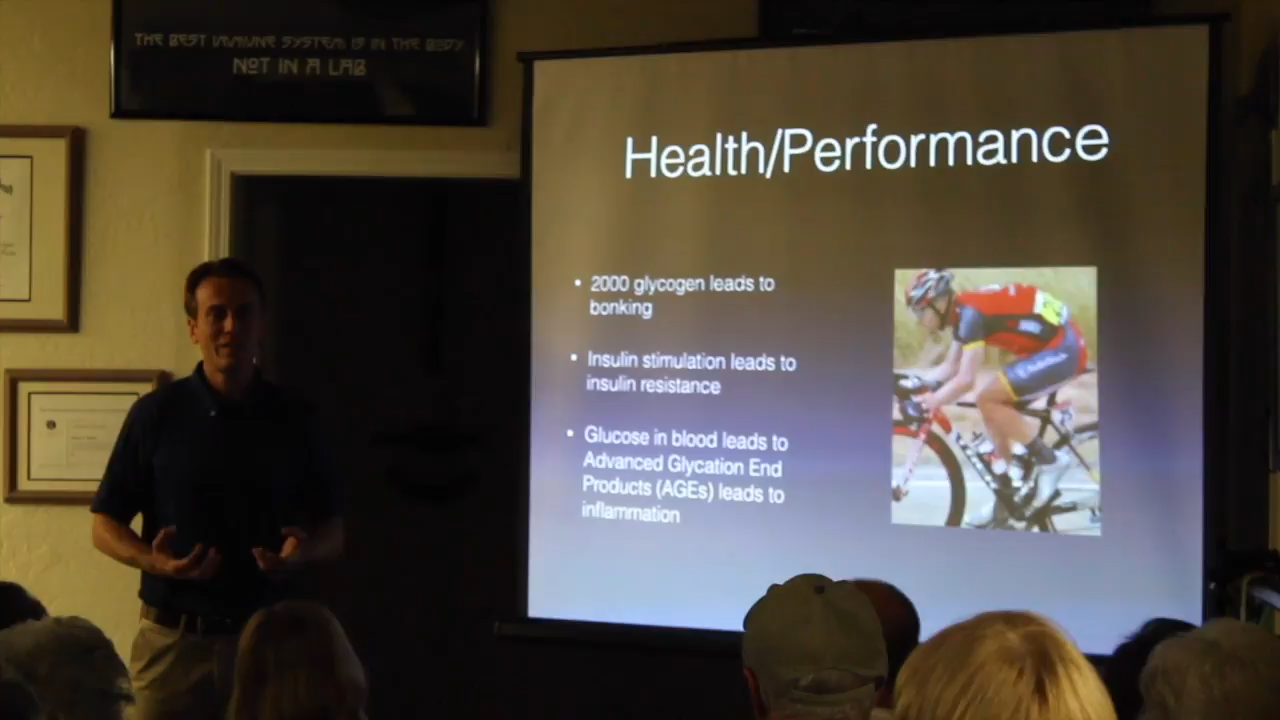 THE BEST IMMUNE SYSTEM IS IN THE BODY
NOT IN A LAB
Health/Performance
• 2000 glycogen leads to
bonking
• Insulin stimulation leads to
insulin resistance
• Glucose in blood leads to
Advanced Glycation End
Products (AGEs) leads to
inflammation